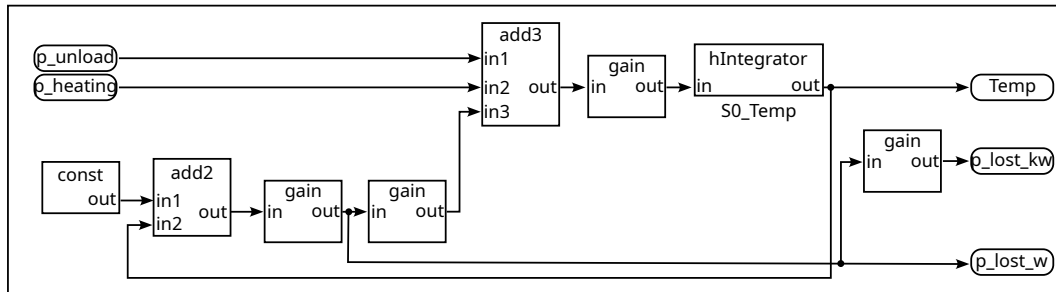 add3
p_unload
in1
p_heating
in2
out
in3
gain
in
out
hIntegrator
in
out
S0_Temp
Temp
const
out
add2
in1
in2
out
gain
in
out
gain
in
out
gain
in
out
p_lost_kw
p_lost_w